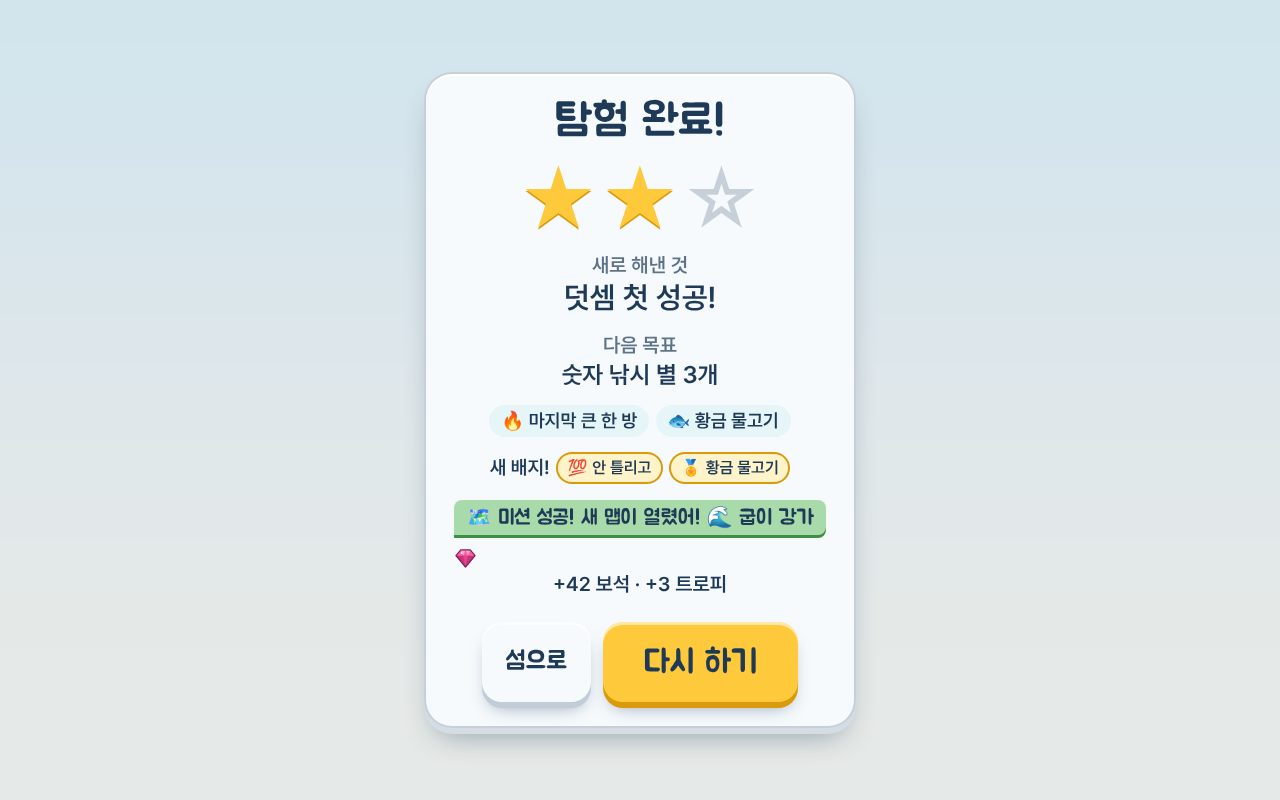 탐험 완료!
새로 해낸 것
덧셈 첫 성공!
다음 목표
숫자 낚시 별 3개
🔥 마지막 큰 한 방 🐟 황금 물고기
새 배지! 💯 안 틀리고 🏅 황금 물고기
🗺️ 미션 성공! 새 맵이 열렸어! 🌊 굽이 강가
+42 보석 · +3 트로피
섬으로 다시 하기